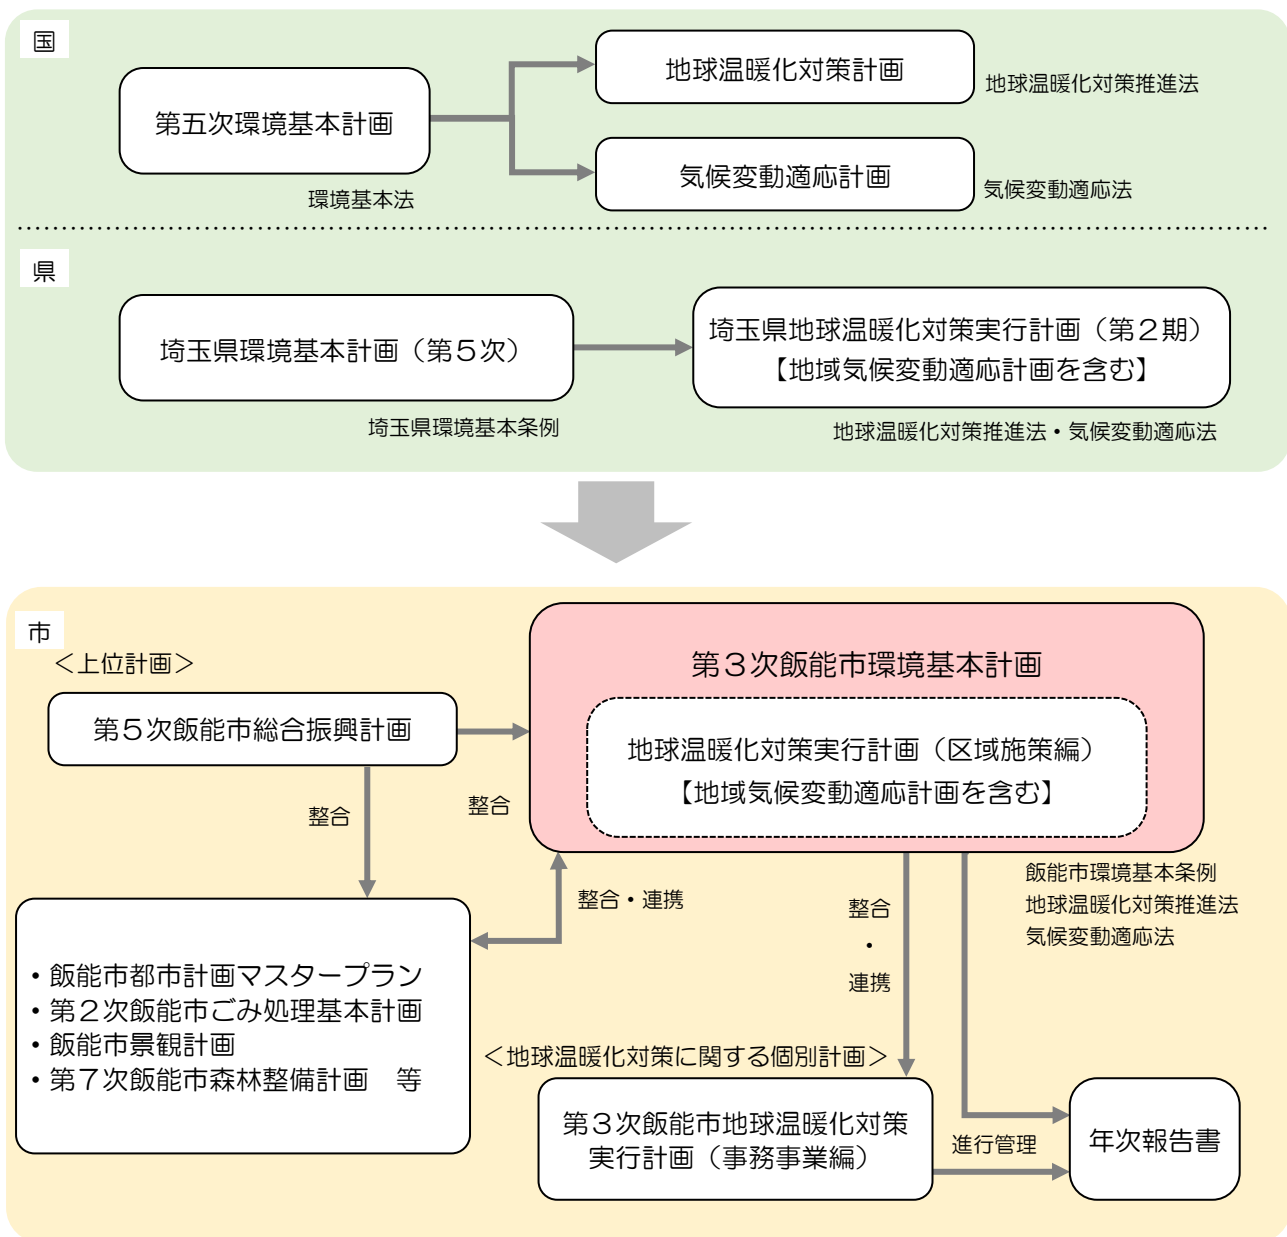 国
地球温暖化対策計画
地球温暖化対策推進法
第五次環境基本計画
環境基本法
気候変動適応計画
気候変動適応法
県
埼玉県環境基本計画（第５次）
埼玉県環境基本条例
埼玉県地球温暖化対策実行計画（第２期）
【地域気候変動適応計画を含む】
地球温暖化対策推進法・気候変動適応法
市
＜上位計画＞
第５次飯能市総合振興計画
整合
整合
第３次飯能市環境基本計画
地球温暖化対策実行計画（区域施策編）
【地域気候変動適応計画を含む】
飯能市環境基本条例
地球温暖化対策推進法
気候変動適応法
整合・連携
整合
・
連携
・飯能市都市計画マスタープラン
・第２次飯能市ごみ処理基本計画
・飯能市景観計画
・第７次飯能市森林整備計画　等
＜地球温暖化対策に関する個別計画＞
第３次飯能市地球温暖化対策
実行計画（事務事業編）
進行管理
年次報告書